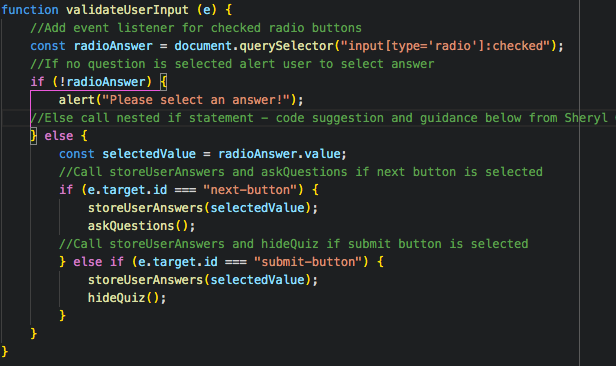 function validateUserInput (e) {
    //Add event listener for checked radio buttons
    const radioAnswer = document.querySelector("input[type='radio']:checked");
    //If no question is selected alert user to select answer
    if (!radioAnswer) {
        alert("Please select an answer!");
    //Else call nested if statement – code suggestion and guidance below from Sheryl
    } else {
        const selectedValue = radioAnswer.value;
        //Call storeUserAnswers and askQuestions if next button is selected
        if (e.target.id === "next-button") {
            storeUserAnswers(selectedValue);
            askQuestions();
        //Call storeUserAnswers and hideQuiz if submit button is selected
        } else if (e.target.id === "submit-button") {
            storeUserAnswers(selectedValue);
            hideQuiz();
        }
    }
}